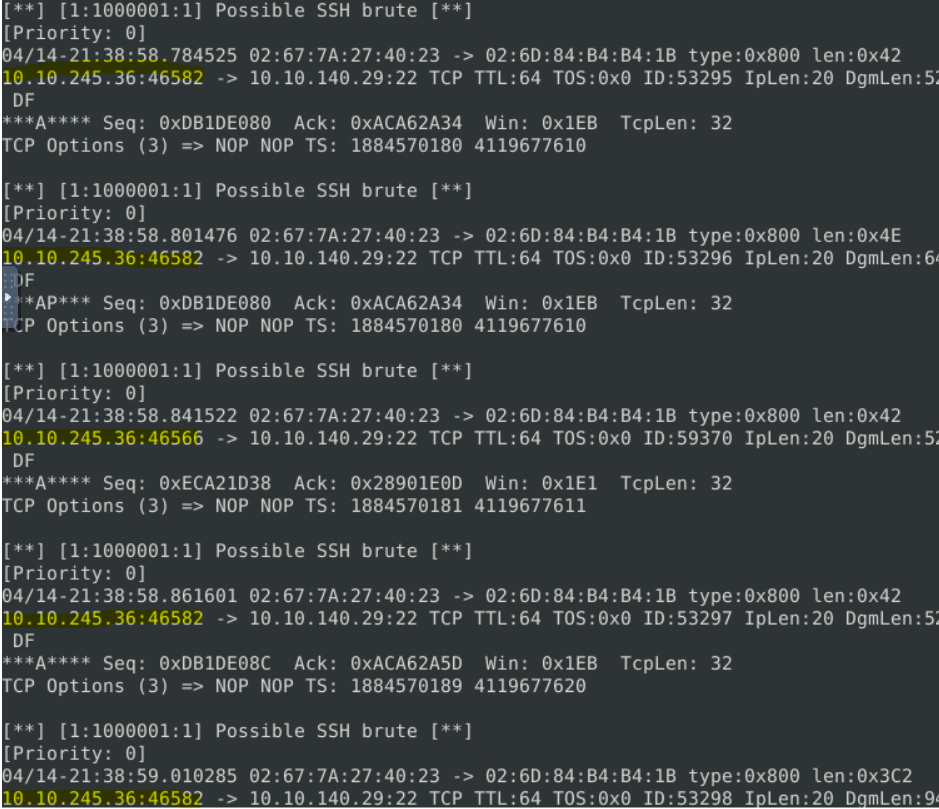 [**] [1:1000001:1] Possible SSH brute [**]
[Priority: 0]
04/14-21:38:58.784525 02:67:7A:27:40:23 -> 02:6D:84:B4:B4:1B type:0x800 len:0x42
10.10.245.36:46582 -> 10.10.140.29:22 TCP TTL:64 TOS:0x0 ID:53295 IpLen:20 DgmLen:52
DF
***A**** Seq: 0xDB1DE080 Ack: 0xACA62A34 Win: 0x1EB TcpLen: 32
TCP Options (3) => NOP NOP TS: 1884570180 4119677610
[**] [1:1000001:1] Possible SSH brute [**]
[Priority: 0]
04/14-21:38:58.801476 02:67:7A:27:40:23 -> 02:6D:84:B4:B4:1B type:0x800 len:0x4E
10.10.245.36:46582 -> 10.10.140.29:22 TCP TTL:64 TOS:0x0 ID:53296 IpLen:20 DgmLen:64
DF
**AP*** Seq: 0xDB1DE080 Ack: 0xACA62A34 Win: 0x1EB TcpLen: 32
TCP Options (3) => NOP NOP TS: 1884570180 4119677610
[**] [1:1000001:1] Possible SSH brute [**]
[Priority: 0]
04/14-21:38:58.841522 02:67:7A:27:40:23 -> 02:6D:84:B4:B4:1B type:0x800 len:0x42
10.10.245.36:46566 -> 10.10.140.29:22 TCP TTL:64 TOS:0x0 ID:59370 IpLen:20 DgmLen:52
DF
***A**** Seq: 0xECA21D38 Ack: 0x28901E0D Win: 0x1E1 TcpLen: 32
TCP Options (3) => NOP NOP TS: 1884570181 4119677611
[**] [1:1000001:1] Possible SSH brute [**]
[Priority: 0]
04/14-21:38:58.861601 02:67:7A:27:40:23 -> 02:6D:84:B4:B4:1B type:0x800 len:0x42
10.10.245.36:46582 -> 10.10.140.29:22 TCP TTL:64 TOS:0x0 ID:53297 IpLen:20 DgmLen:52
DF
***A**** Seq: 0xDB1DE08C Ack: 0xACA62A5D Win: 0x1EB TcpLen: 32
TCP Options (3) => NOP NOP TS: 1884570189 4119677620
[**] [1:1000001:1] Possible SSH brute [**]
[Priority: 0]
04/14-21:38:59.010285 02:67:7A:27:40:23 -> 02:6D:84:B4:B4:1B type:0x800 len:0x3C2
10.10.245.36:46582 -> 10.10.140.29:22 TCP TTL:64 TOS:0x0 ID:53298 IpLen:20 DgmLen:94